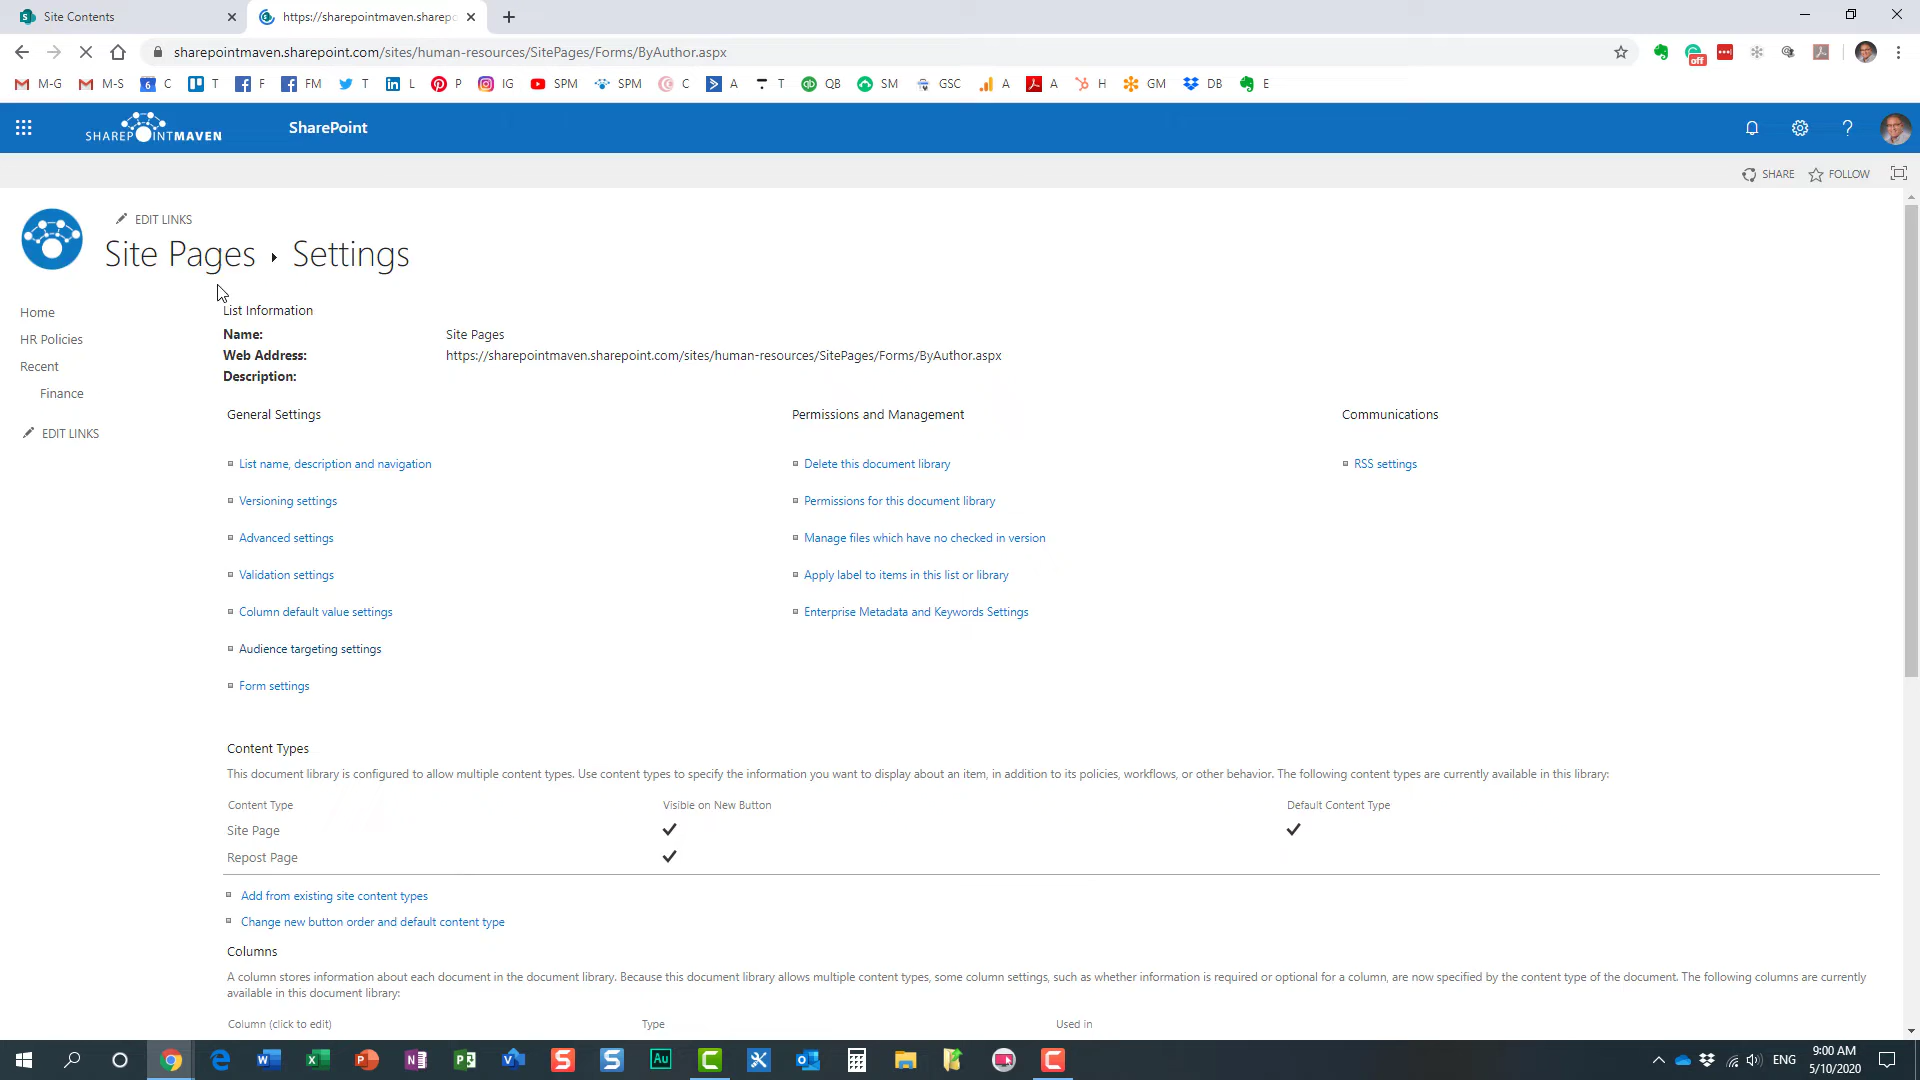 Site Contents
https://sharepointmaven.sharepo
sharepointmaven.sharepoint.com/sites/human-resources/SitePages/Forms/ByAuthor.aspx
off
M-G M-S 6 C T F FM T L P IG SPM SPM C A T QB SM GSC A A H GM DB E
SHAREPOINTMAVEN SharePoint
SHARE FOLLOW
EDIT LINKS
Site Pages Settings
Home
HR Policies
Recent
Finance
EDIT LINKS
List Information
Name: Site Pages
Web Address: https://sharepointmaven.sharepoint.com/sites/human-resources/SitePages/Forms/ByAuthor.aspx
Description:
General Settings Permissions and Management Communications
List name, description and navigation Delete this document library RSS settings
Versioning settings Permissions for this document library
Advanced settings Manage files which have no checked in version
Validation settings Apply label to items in this list or library
Column default value settings Enterprise Metadata and Keywords Settings
Audience targeting settings
Form settings
Content Types
This document library is configured to allow multiple content types. Use content types to specify the information you want to display about an item, in addition to its policies, workflows, or other behavior. The following content types are currently available in this library:
Content Type Visible on New Button Default Content Type
Site Page
Repost Page
Add from existing site content types
Change new button order and default content type
Columns
A column stores information about each document in the document library. Because this document library allows multiple content types, some column settings, such as whether information is required or optional for a column, are now specified by the content type of the document. The following columns are currently
available in this document library:
Column (click to edit) Type Used in
ENG
9:00 AM
5/10/2020